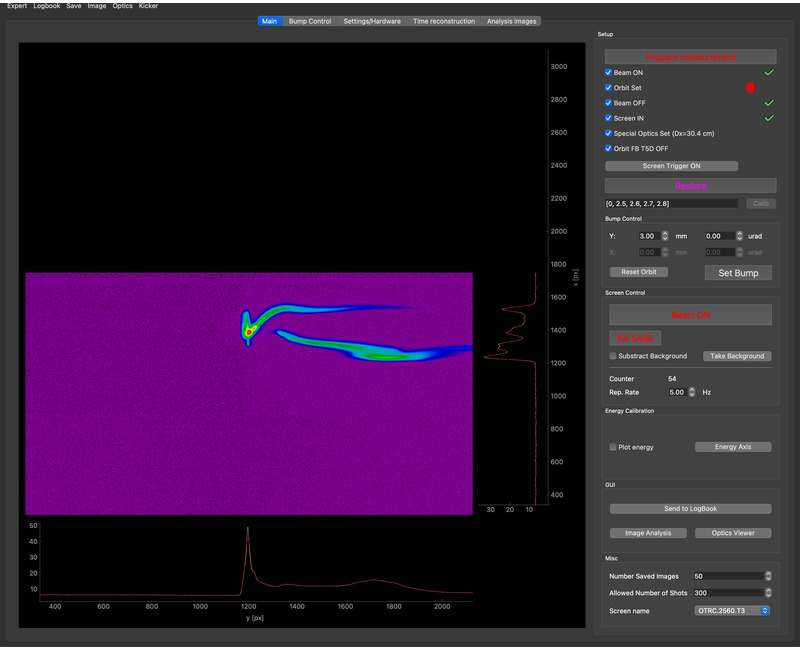 Expert Logbook Save Image Optics Kicker
Main Bump Control Settings/Hardware Time reconstruction Analysis images
Setup
Prepare measurement
Beam ON
Orbit Set
Beam OFF
Screen IN
Special Optics Set (Dx=30.4 cm)
Orbit FB T5D OFF
Screen Trigger ON
Restore
[0, 2.5, 2.6, 2.7, 2.8] Calib
Bump Control
Y: 3.00 mm 0.00 urad
X: 0.00 mm 0.00 urad
Reset Orbit Set Bump
Screen Control
Beam ON
Substract Background Take Background
Counter 54
Rep. Rate 5.00 Hz
Energy Calibration
Plot energy Energy Axis
GUI
Send to LogBook
Image Analysis Optics Viewer
Misc
Number Saved Images 50
Allowed Number of Shots 300
Screen name OTRC.2560.T3
3000
2800
2600
2400
2200
2000
1800
1600
1400
1200
1000
800
600
400
x [px]
30 20 10
50
40
30
20
10
400 600 800 1000 1200 1400 1600 1800 2000
y [px]